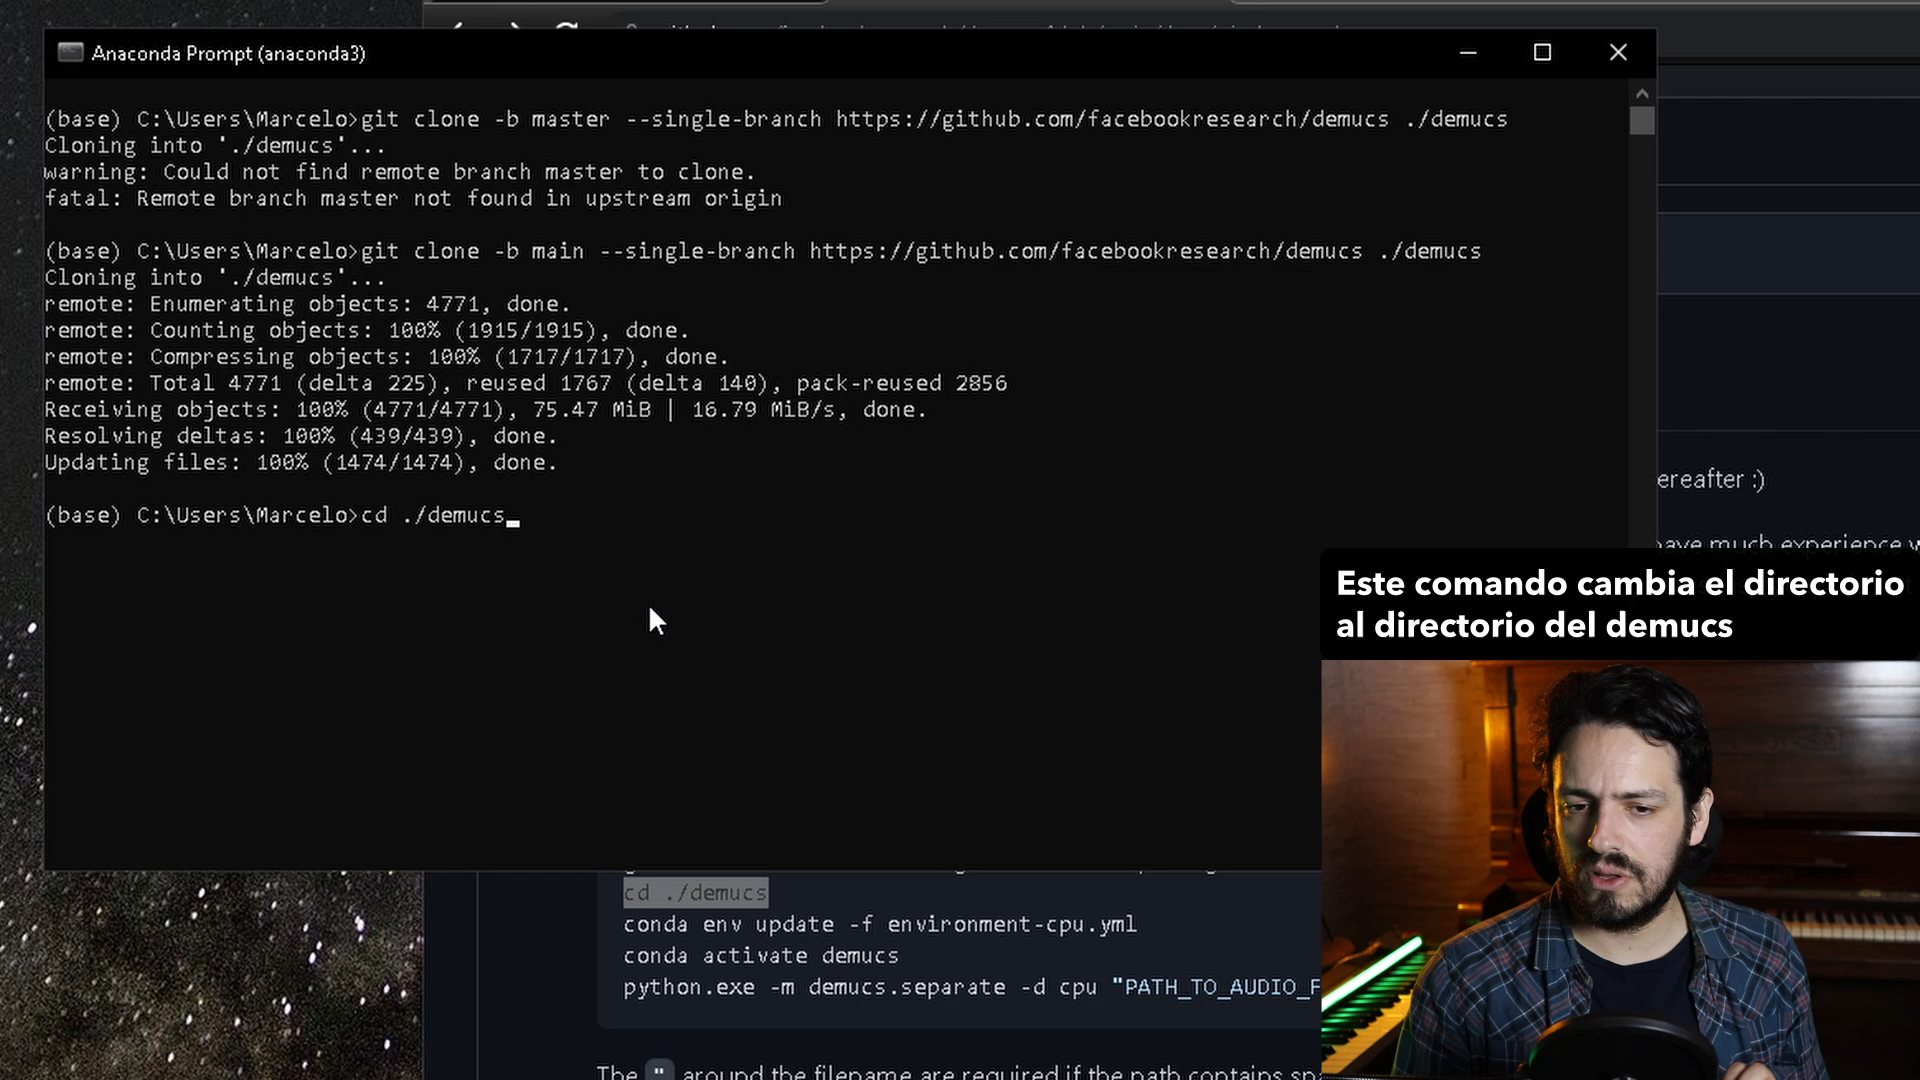 Anaconda Prompt (anaconda3)
(base) C:\Users\Marcelo>git clone -b master --single-branch https://github.com/facebookresearch/demucs ./demucs
Cloning into './demucs'...
warning: Could not find remote branch master to clone.
fatal: Remote branch master not found in upstream origin
(base) C:\Users\Marcelo>git clone -b main --single-branch https://github.com/facebookresearch/demucs ./demucs
Cloning into './demucs'...
remote: Enumerating objects: 4771, done.
remote: Counting objects: 100% (1915/1915), done.
remote: Compressing objects: 100% (1717/1717), done.
remote: Total 4771 (delta 225), reused 1767 (delta 140), pack-reused 2856
Receiving objects: 100% (4771/4771), 75.47 MiB | 16.79 MiB/s, done.
Resolving deltas: 100% (439/439), done.
Updating files: 100% (1474/1474), done.
(base) C:\Users\Marcelo>cd ./demucs
ereafter :)
ave much experience
Este comando cambia el directorio
al directorio del demucs
cd ./demucs
conda env update -f environment-cpu.yml
conda activate demucs
python.exe -m demucs.separate -d cpu "PATH_TO_AUDIO_F
The " around the filename are required if the path contains